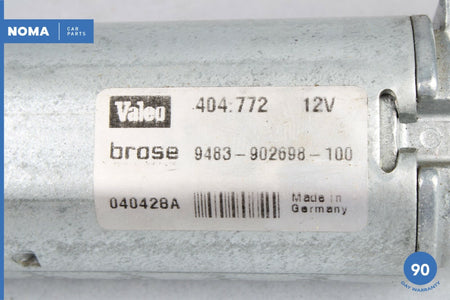 NOMA CAR PARTS
Valeo 404.772 12V
brose 9483-902698-100
040428A Made in Germany
90
DAY WARRANTY